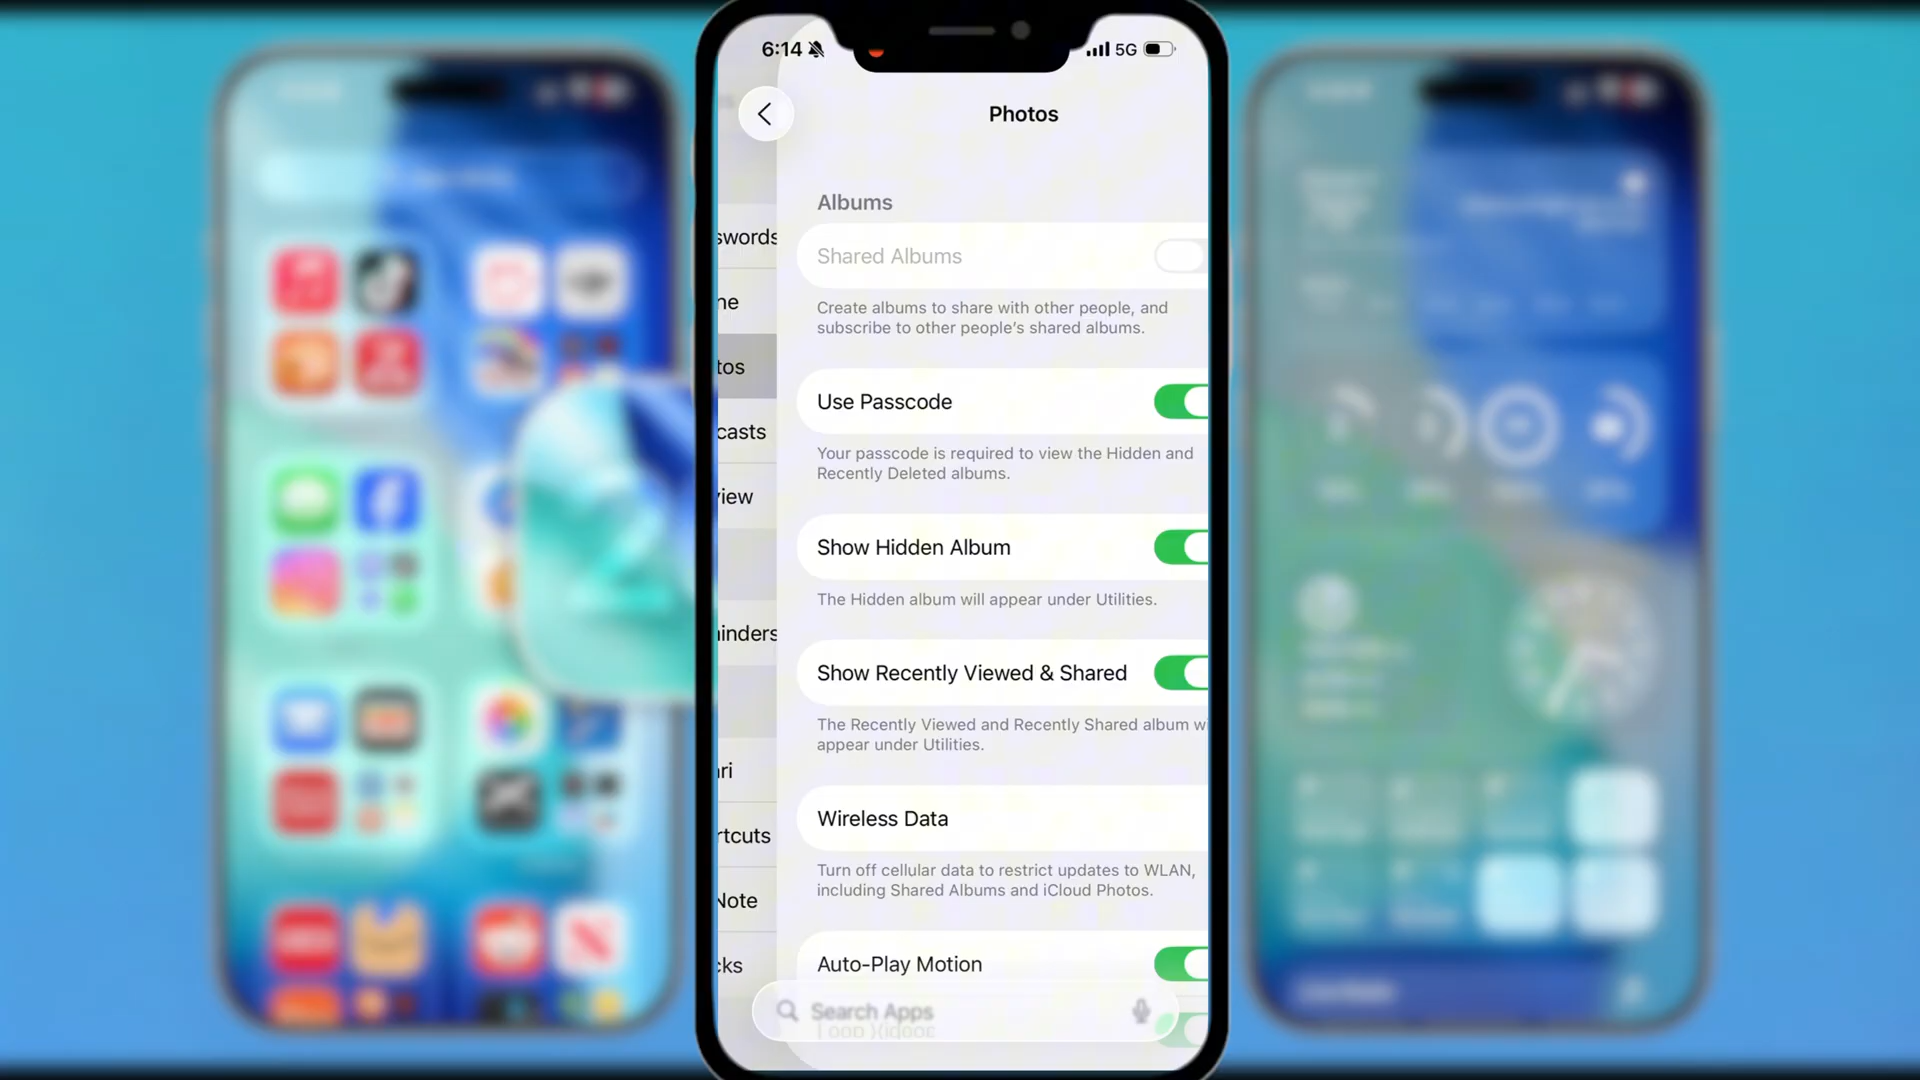 6:14
5G
Photos
Albums
swords
Shared Albums
ne
Create albums to share with other people, and
subscribe to other people's shared albums.
tos
Use Passcode
casts
Your passcode is required to view the Hidden and
Recently Deleted albums.
view
Show Hidden Album
The Hidden album will appear under Utilities.
inders
Show Recently Viewed & Shared
The Recently Viewed and Recently Shared album wi
appear under Utilities.
ari
Wireless Data
rtcuts
Turn off cellular data to restrict updates to WLAN,
including Shared Albums and iCloud Photos.
Note
Auto-Play Motion
cks
Search Apps